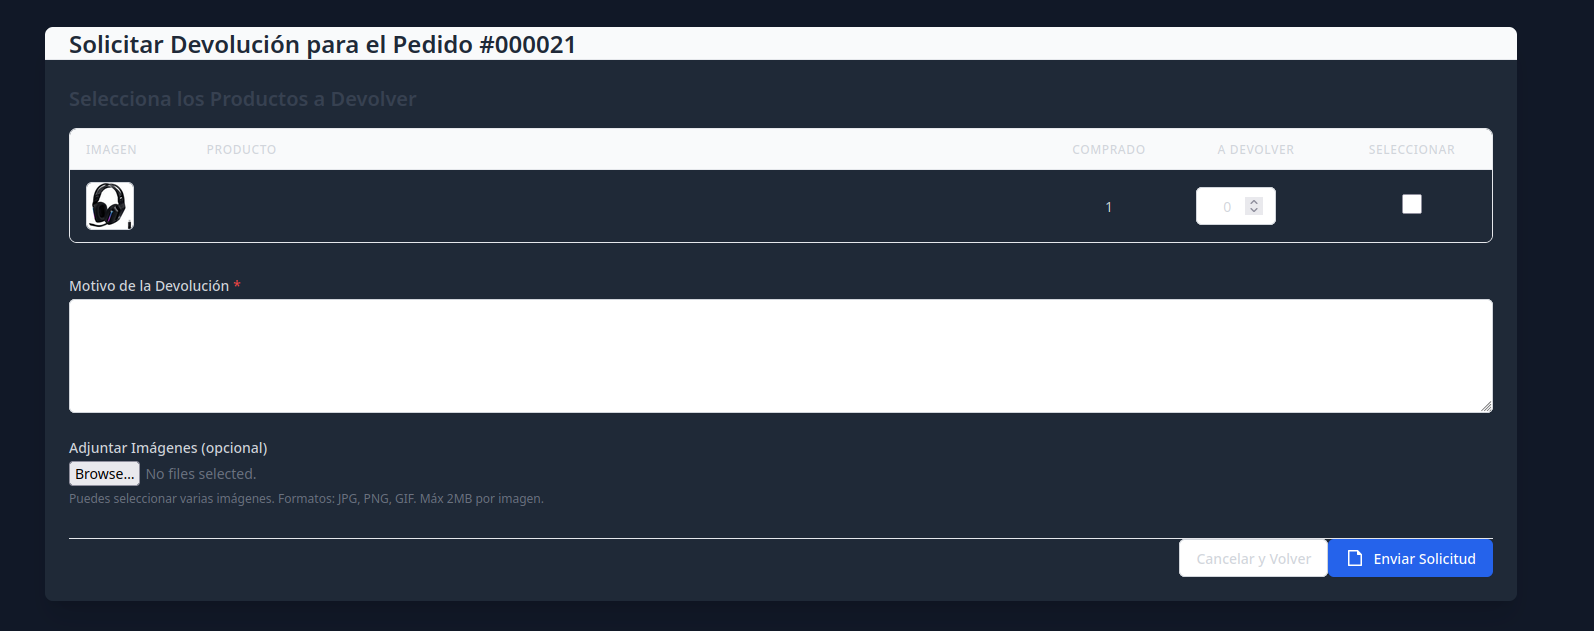 Solicitar Devolución para el Pedido #000021
Selecciona los Productos a Devolver
IMAGEN PRODUCTO COMPRADO A DEVOLVER SELECCIONAR
1 0
Motivo de la Devolución *
Adjuntar Imágenes (opcional)
Browse... No files selected.
Puedes seleccionar varias imágenes. Formatos: JPG, PNG, GIF. Máx 2MB por imagen.
Cancelar y Volver Enviar Solicitud